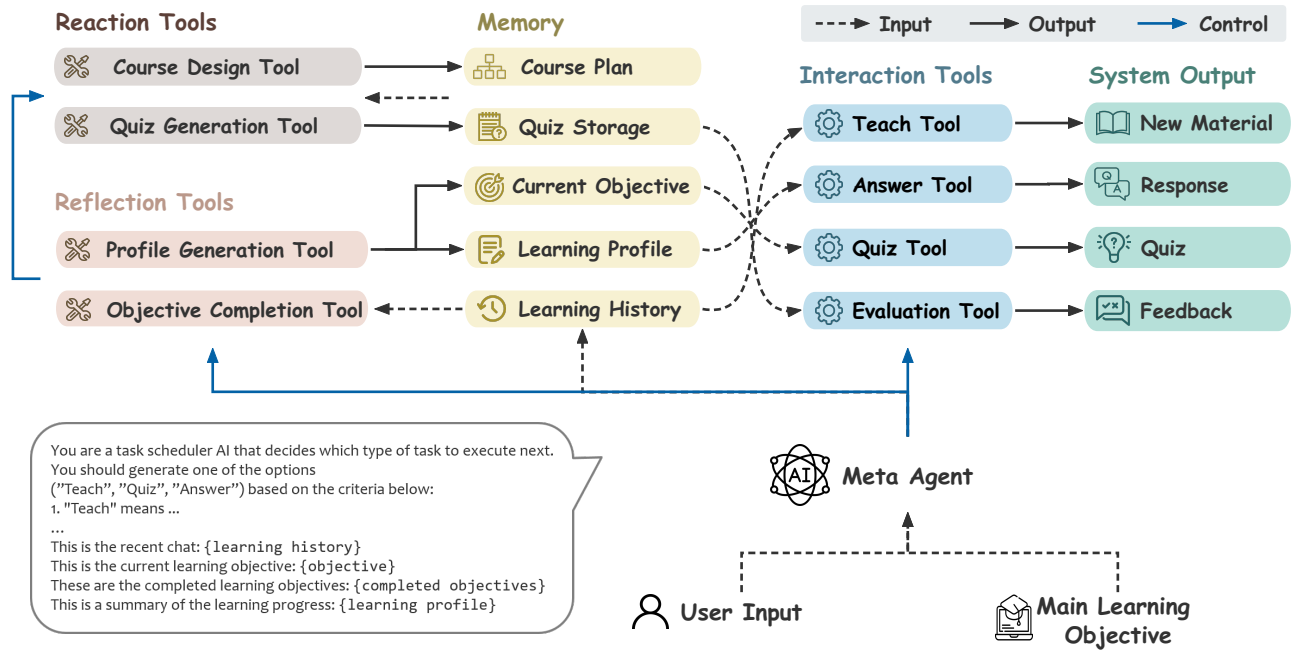 Reaction Tools
Course Design Tool
Quiz Generation Tool
Reflection Tools
Profile Generation Tool
Objective Completion Tool
Memory
Course Plan
Quiz Storage
Current Objective
Learning Profile
Learning History
Input
Output
Control
Interaction Tools
Teach Tool
Answer Tool
Quiz Tool
Evaluation Tool
System Output
New Material
Q
A
Response
Quiz
Feedback
You are a task scheduler AI that decides which type of task to execute next.
You should generate one of the options
(”Teach”, ”Quiz”, ”Answer”) based on the criteria below:
1. "Teach" means ...
...
This is the recent chat: {learning history}
This is the current learning objective: {objective}
These are the completed learning objectives: {completed objectives}
This is a summary of the learning progress: {learning profile}
AI
Meta Agent
User Input
Main Learning
Objective